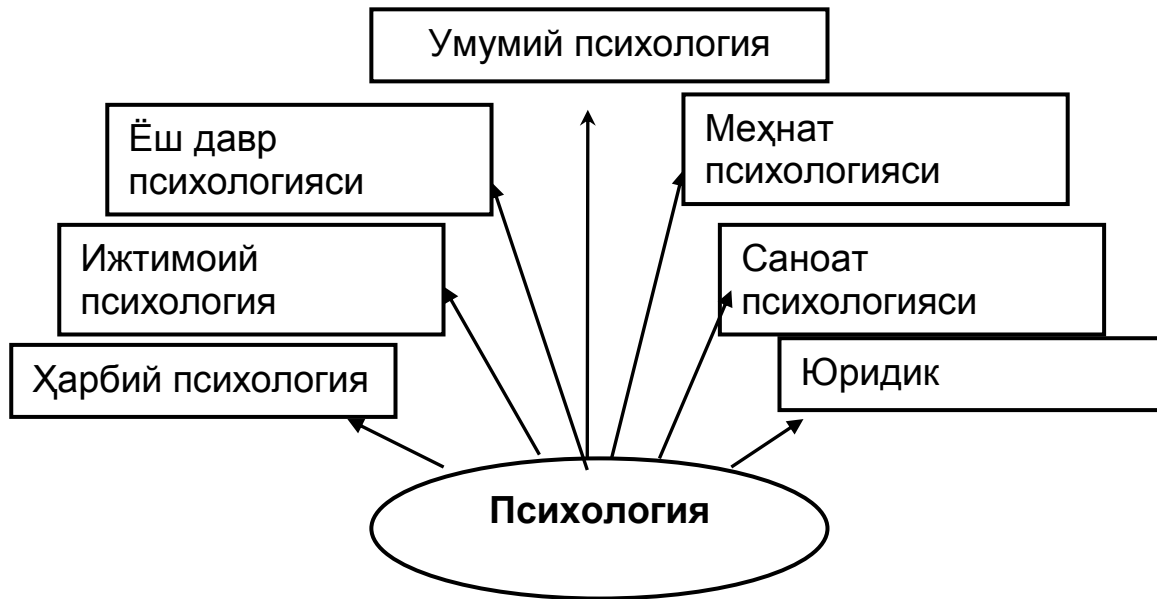 Умумий психология
Ёш давр
психологияси
Меҳнат
психологияси
Ижтимоий
психология
Саноат
психологияси
Ҳарбий психология
Юридик
Психология